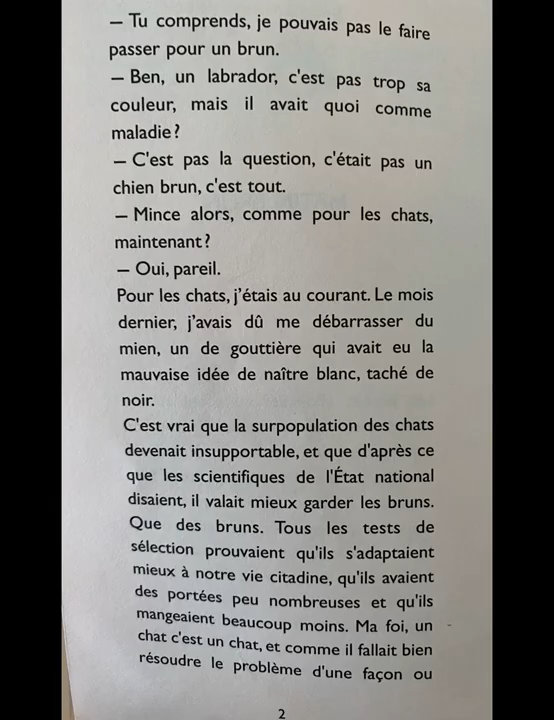 – Tu comprends, je pouvais pas le faire
passer pour un brun.
– Ben, un labrador, c'est pas trop sa
couleur, mais il avait quoi comme
maladie ?
– C'est pas la question, c'était pas un
chien brun, c'est tout.
– Mince alors, comme pour les chats,
maintenant ?
– Oui, pareil.
Pour les chats, j'étais au courant. Le mois
dernier, j'avais dû me débarrasser du
mien, un de gouttière qui avait eu la
mauvaise idée de naître blanc, taché de
noir.
C'est vrai que la surpopulation des chats
devenait insupportable, et que d'après ce
que les scientifiques de l'État national
disaient, il valait mieux garder les bruns.
Que des bruns. Tous les tests de
sélection prouvaient qu'ils s'adaptaient
mieux à notre vie citadine, qu'ils avaient
des portées peu nombreuses et qu'ils
mangeaient beaucoup moins. Ma foi, un
chat c'est un chat, et comme il fallait bien
résoudre le problème d'une façon ou
2